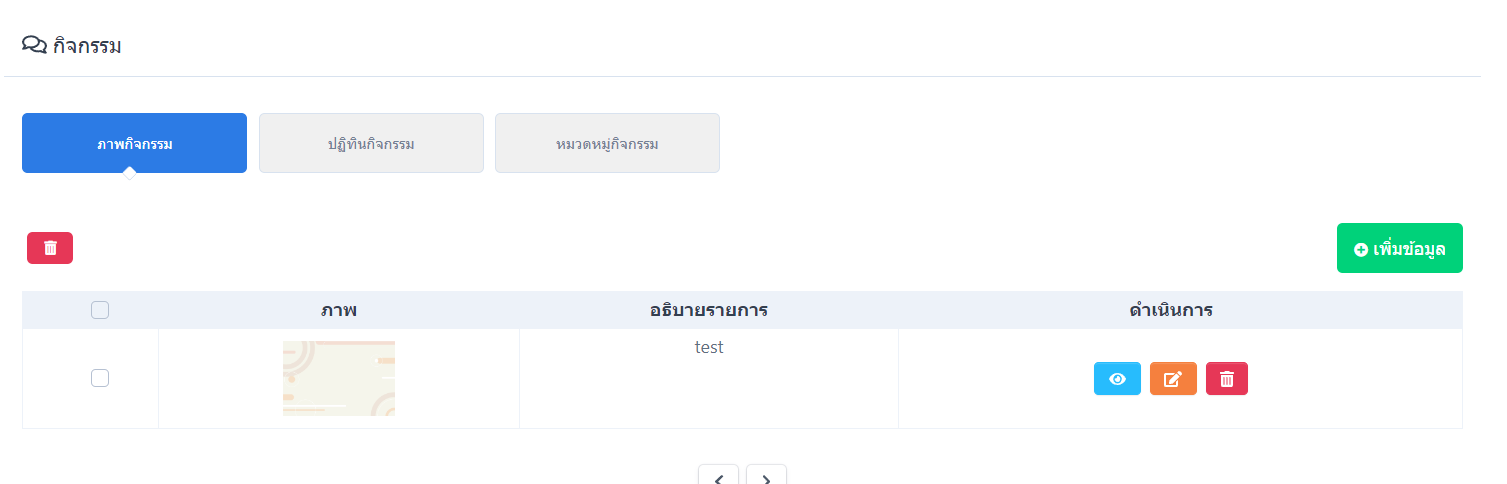 กิจกรรม
ภาพกิจกรรม ปฏิทินกิจกรรม หมวดหมู่กิจกรรม
เพิ่มข้อมูล
ภาพ อธิบายรายการ ดำเนินการ
test